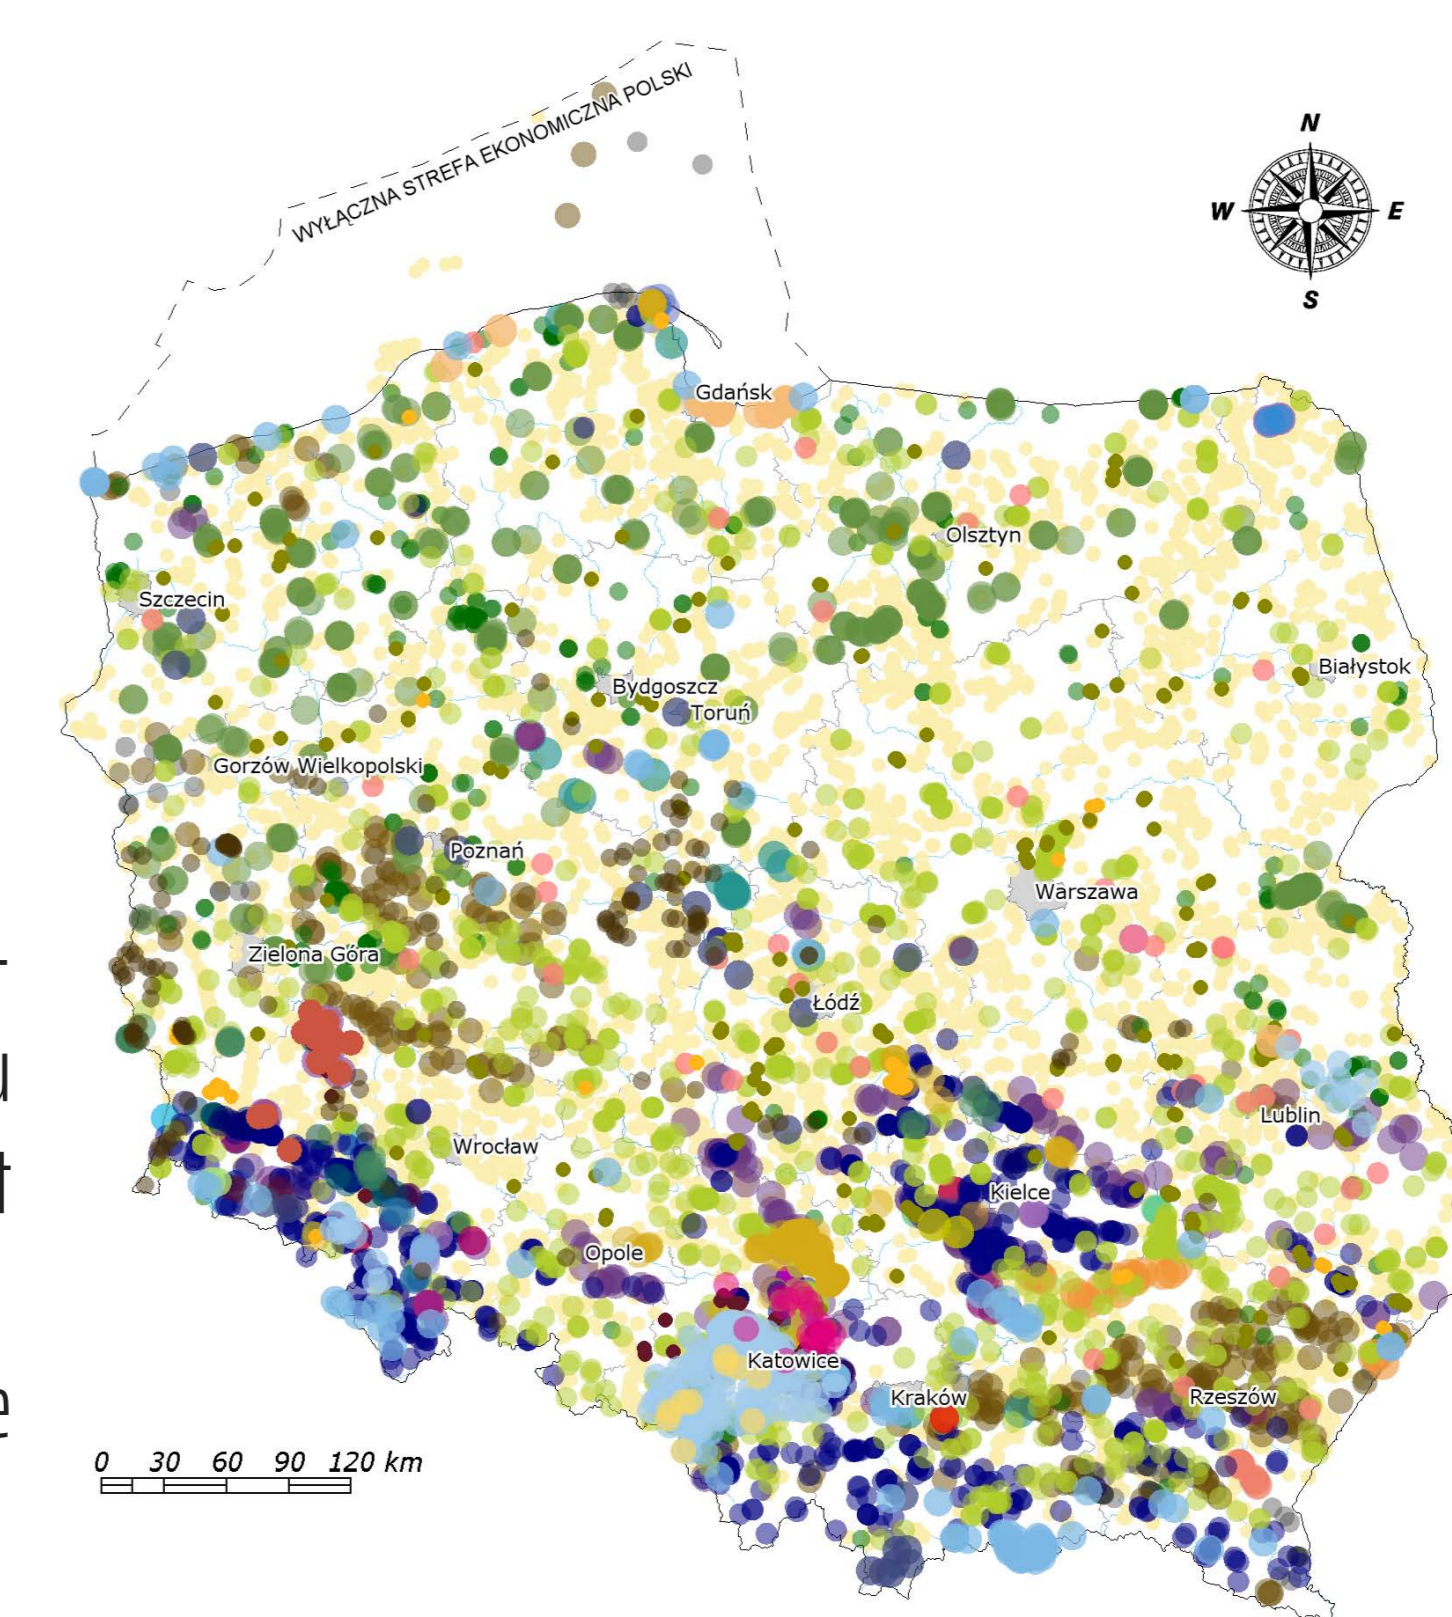 WYŁĄCZNA STREFA EKONOMICZNA POLSKI
N
W E
S
Gdańsk
Olsztyn
Szczecin
Białystok
Bydgoszcz
Toruń
Gorzów Wielkopolski
Poznań
Warszawa
Zielona Góra
Łódź
Lublin
Wrocław
Kielce
Opole
Katowice
Kraków
Rzeszów
0 30 60 90 120 km